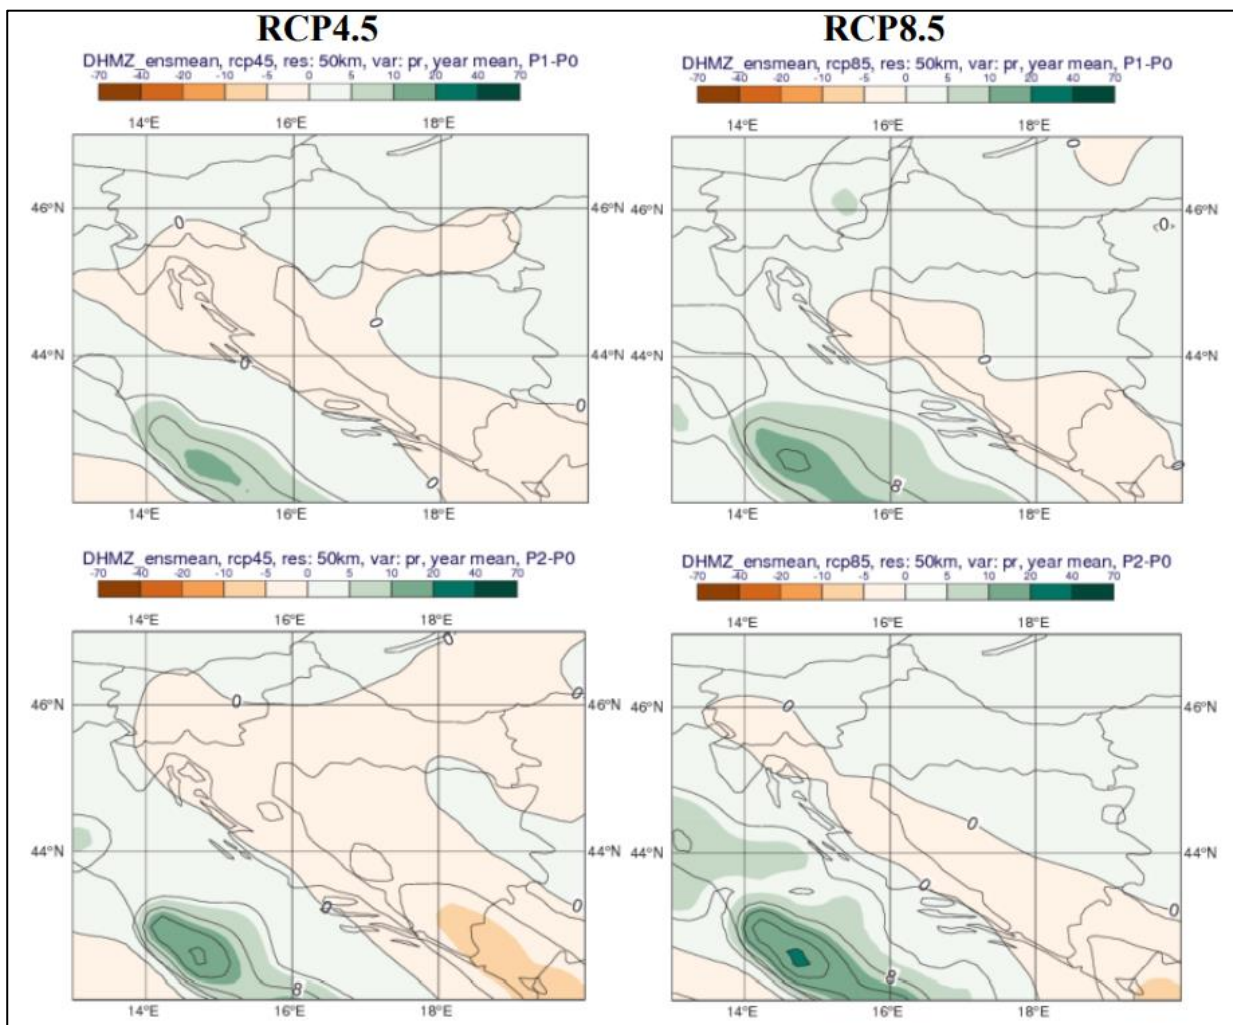 RCP4.5 RCP8.5
DHMZ_ensmean, rcp45, res: 50km, var: pr, year mean, P1-P0 DHMZ_ensmean, rcp85, res: 50km, var: pr, year mean, P1-P0
-70 -40 -20 -10 -5 0 5 10 20 40 70 -70 -40 -20 -10 -5 0 5 10 20 40 70
14°E 16°E 18°E 14°E 16°E 18°E
0
46°N 0 46°N 46°N 0
0 44°N 0
44°N 0 44°N 44°N
0 0
0 8
14°E 16°E 18°E 14°E 16°E 18°E
DHMZ_ensmean, rcp45, res: 50km, var: pr, year mean, P2-P0 DHMZ_ensmean, rcp85, res: 50km, var: pr, year mean, P2-P0
-70 -40 -20 -10 -5 0 5 10 20 40 70 -70 -40 -20 -10 -5 0 5 10 20 40 70
14°E 16°E 18°E 14°E 16°E 18°E
0
46°N 0 0 46°N 46°N 0 46°N
0
44°N 44°N 44°N 44°N
0 0 0 0
8 8
14°E 16°E 18°E 14°E 16°E 18°E